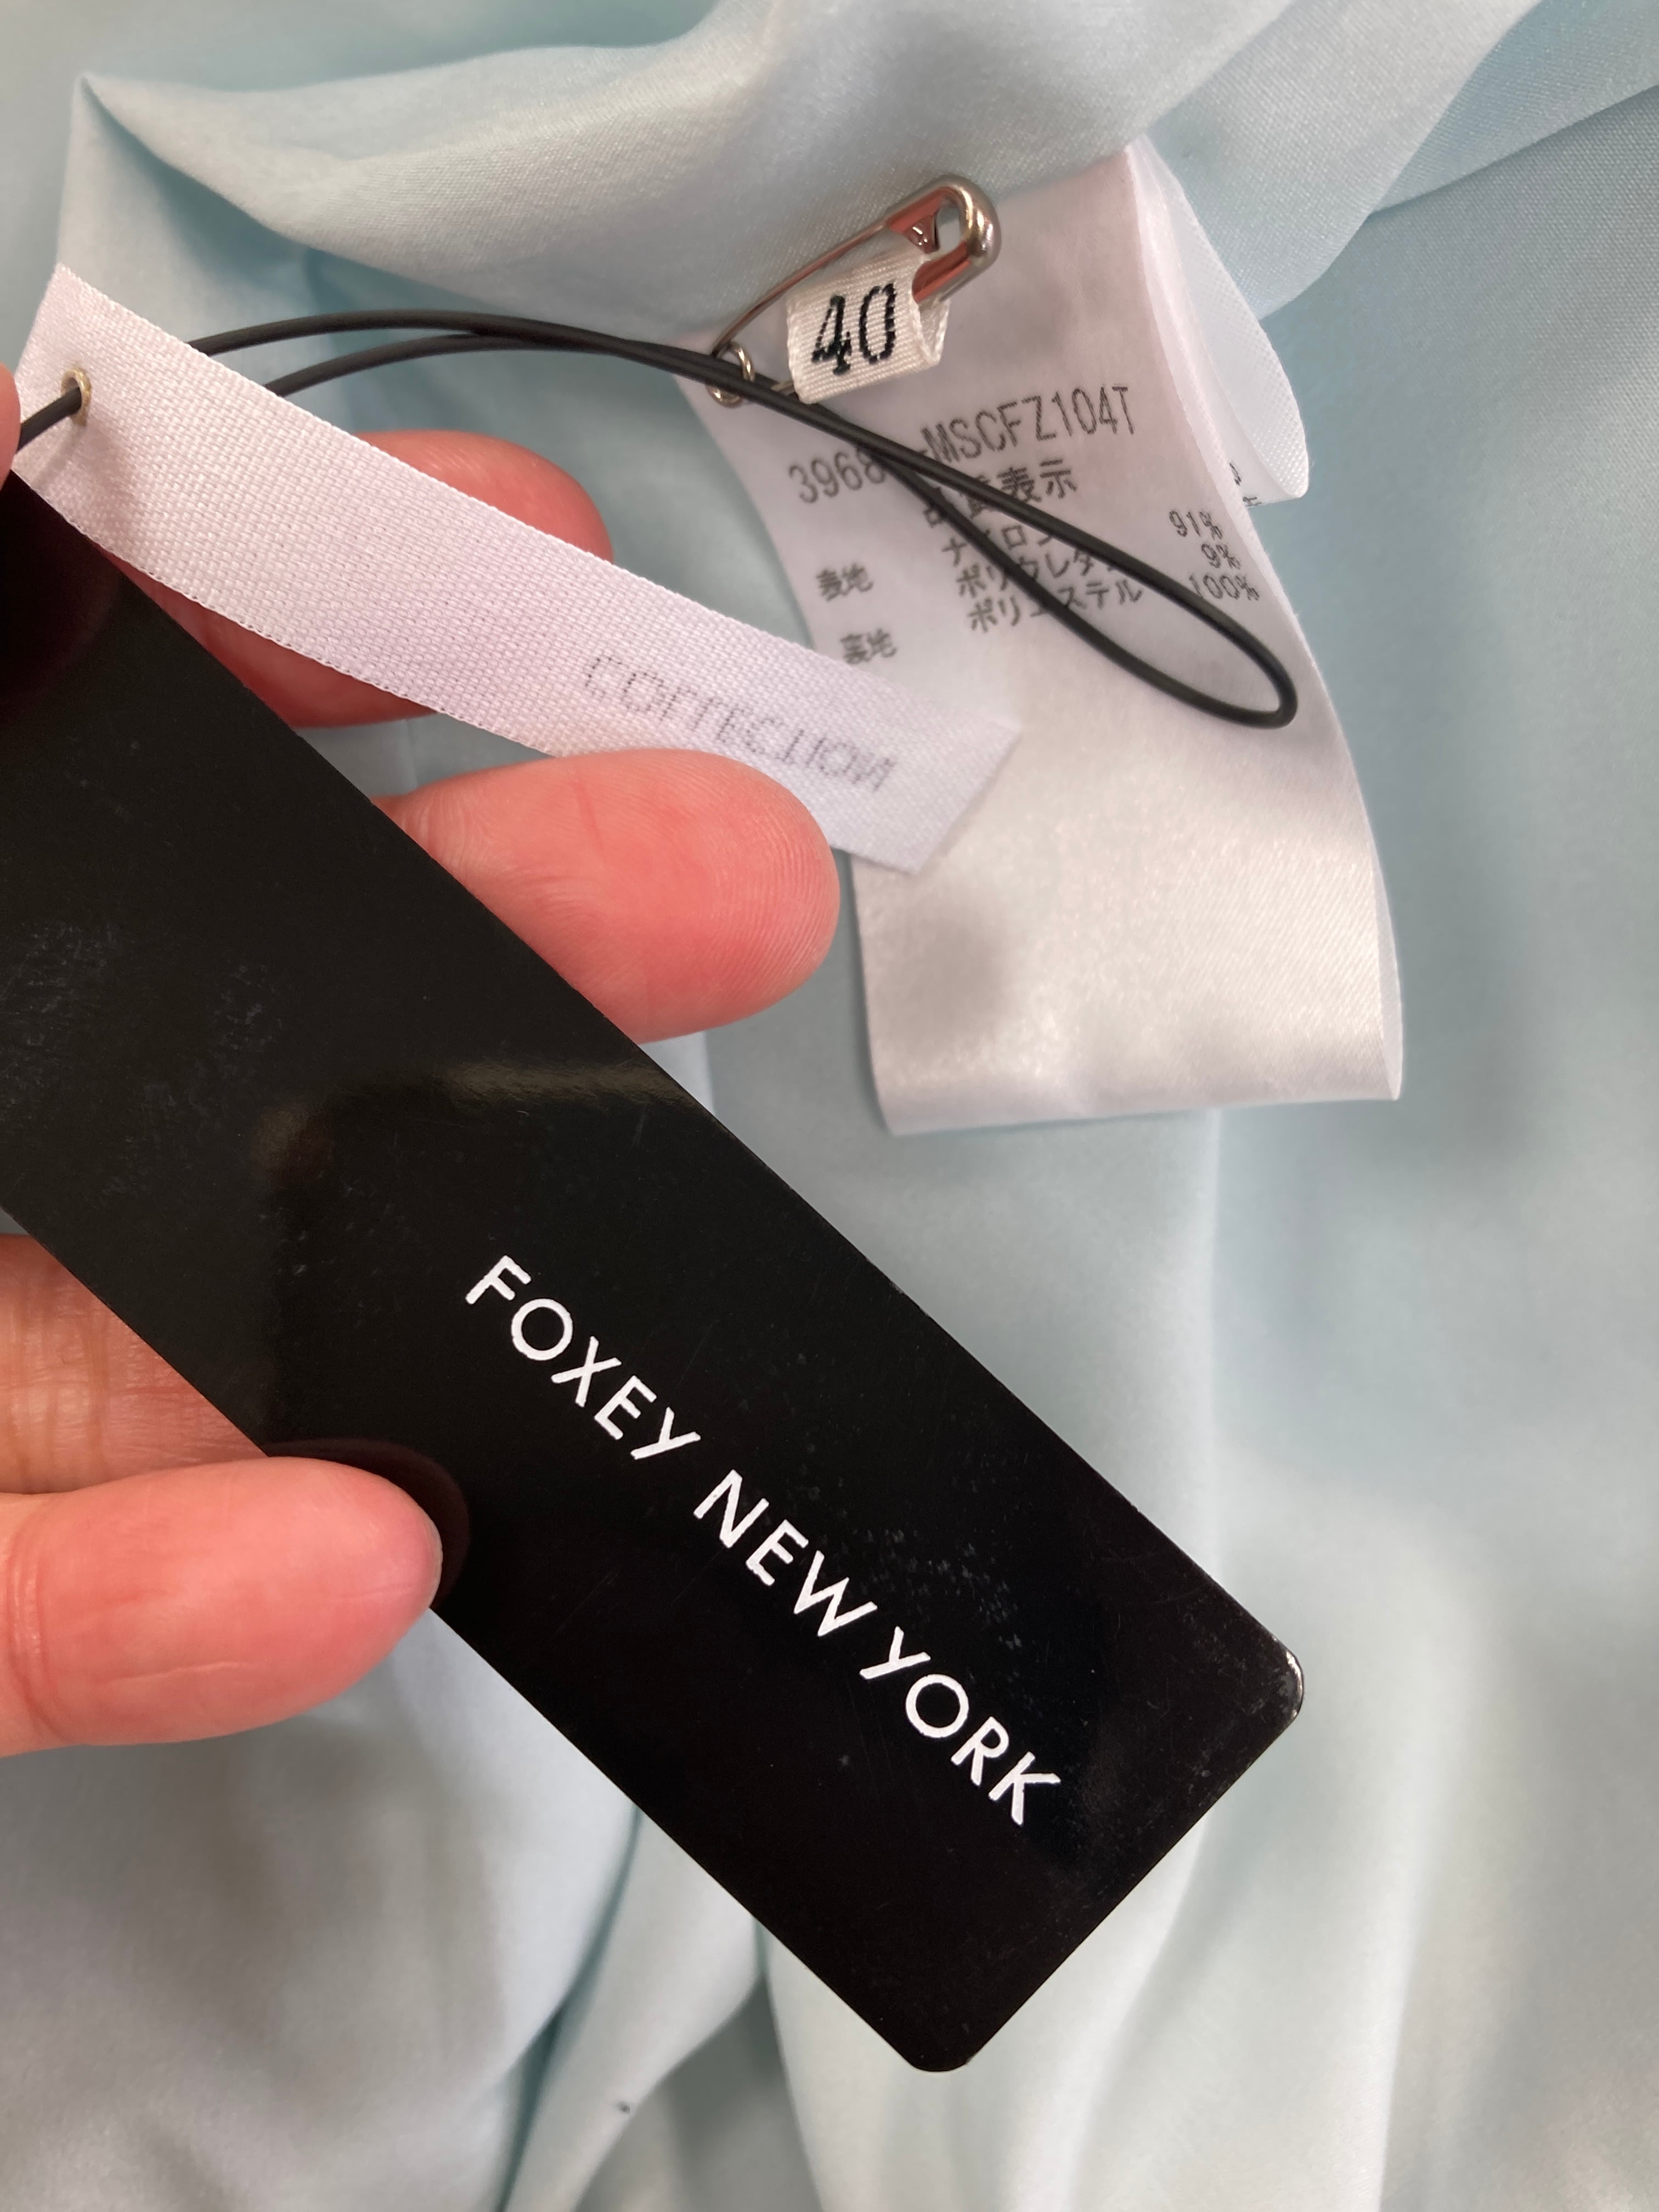 40
-MSCFZ104T
品質表示
表地
ナイロン
91%
ポリウレタン
9%
裏地
ポリエステル
100%
COLLECTION
FOXEY NEW YORK